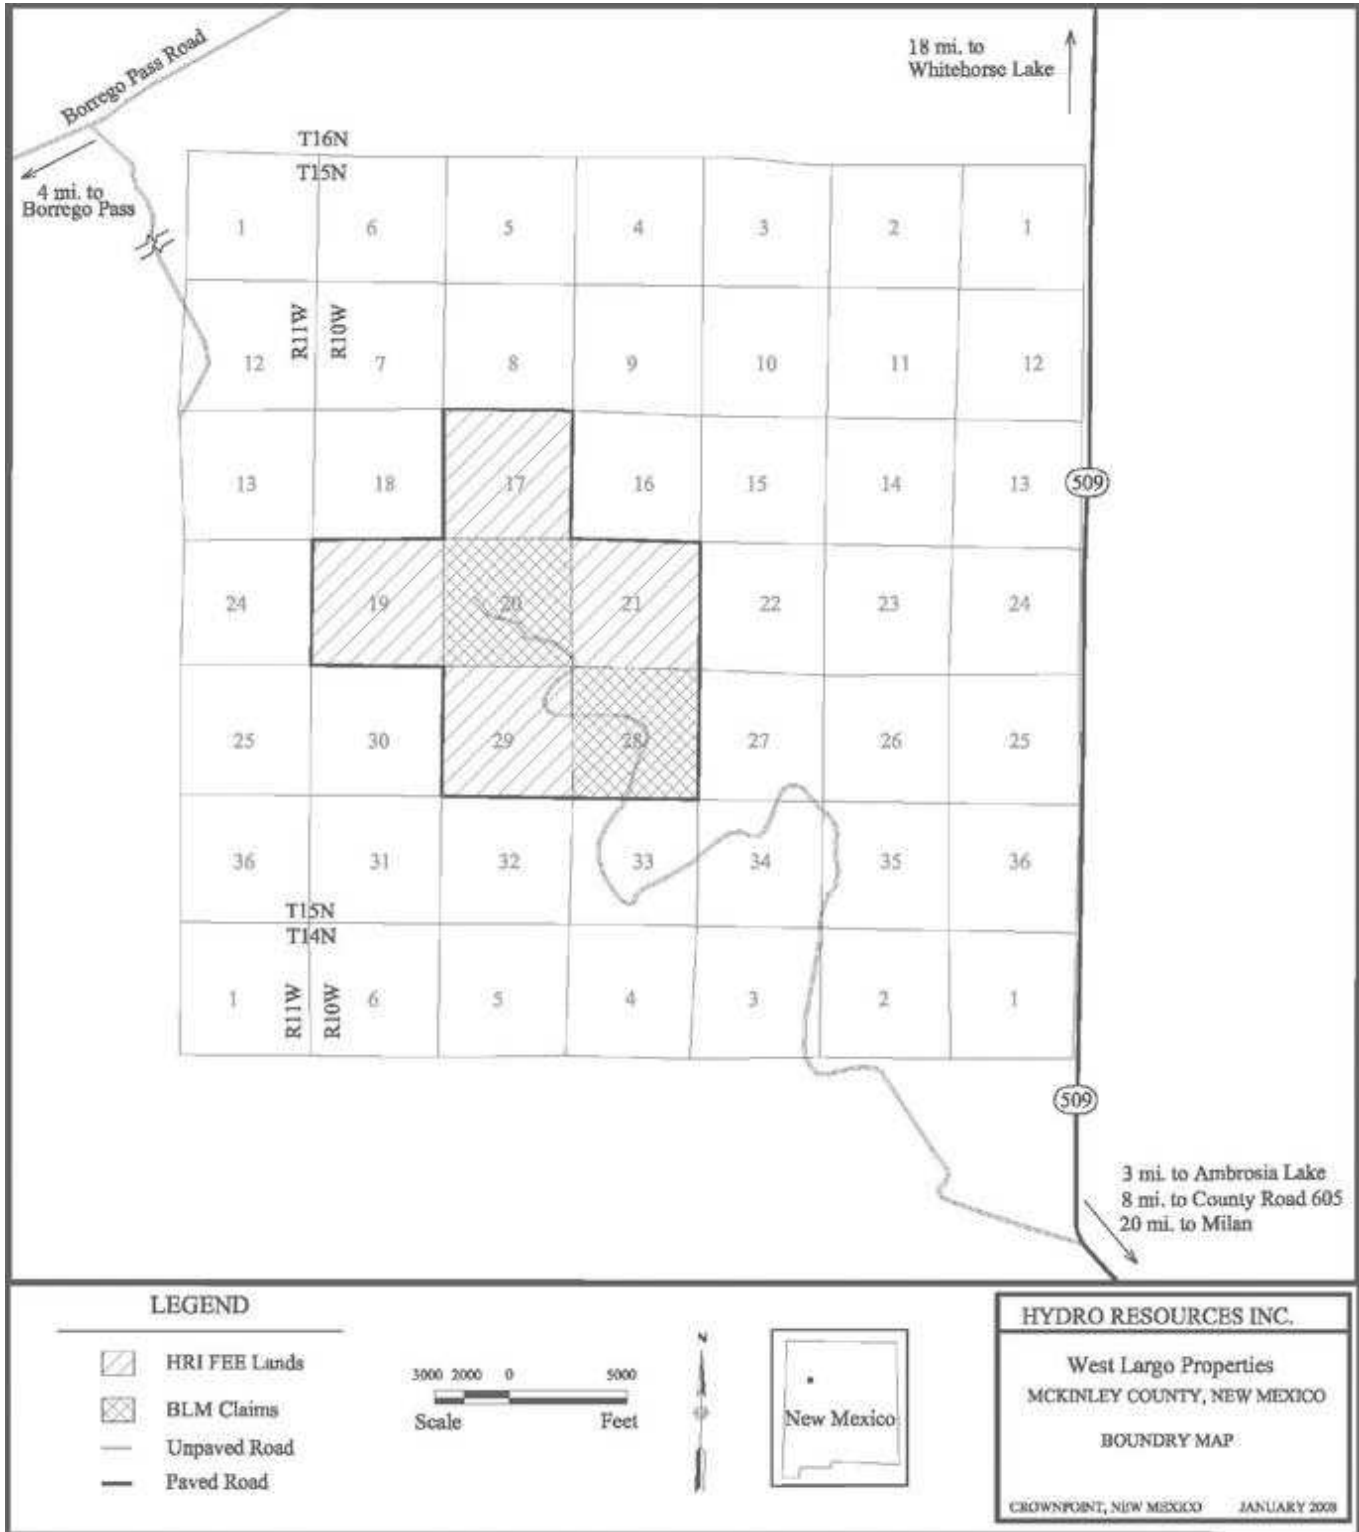 Borrego Pass Road
18 mi. to
Whitehorse Lake
4 mi. to
Borrego Pass
T16N
T15N
1 6 5 4 3 2 1
R11W R10W
12 7 8 9 10 11 12
13 18 17 16 15 14 13
509
24 19 20 21 22 23 24
25 30 29 28 27 26 25
36 31 32 33 34 35 36
T15N
T14N
R11W R10W
1 6 5 4 3 2 1
509
3 mi. to Ambrosia Lake
8 mi. to County Road 605
20 mi. to Milan
LEGEND
HRI FEE Lands
BLM Claims
Unpaved Road
Paved Road
3000 2000 0 5000
Scale Feet
N
New Mexico
HYDRO RESOURCES INC.
West Largo Properties
MCKINLEY COUNTY, NEW MEXICO
BOUNDRY MAP
CROWNPOINT, NEW MEXICO JANUARY 2008